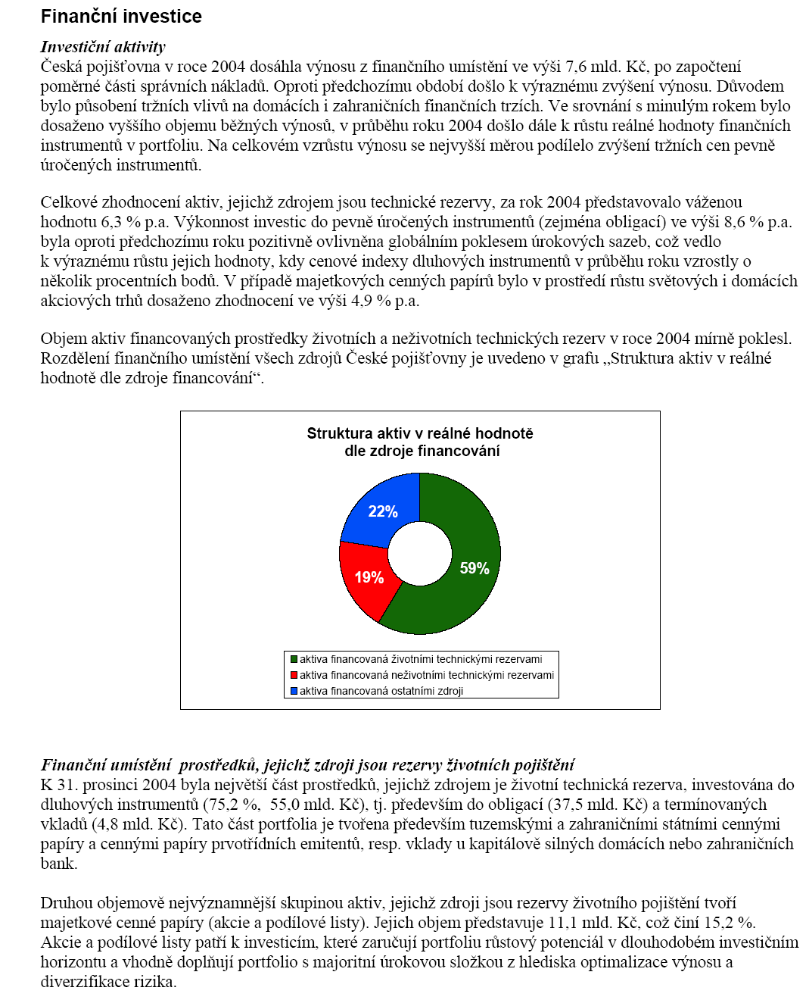 Finanční investice
Investiční aktivity
Česká pojišťovna v roce 2004 dosáhla výnosu z finančního umístění ve výši 7,6 mld. Kč, po započtení
poměrné části správních nákladů. Oproti předchozímu období došlo k výraznému zvýšení výnosu. Důvodem
bylo působení tržních vlivů na domácích i zahraničních finančních trzích. Ve srovnání s minulým rokem bylo
dosaženo vyššího objemu běžných výnosů, v průběhu roku 2004 došlo dále k růstu reálné hodnoty finančních
instrumentů v portfoliu. Na celkovém vzrůstu výnosu se nejvyšší měrou podílelo zvýšení tržních cen pevně
úročených instrumentů.
Celkové zhodnocení aktiv, jejichž zdrojem jsou technické rezervy, za rok 2004 představovalo váženou
hodnotu 6,3 % p.a. Výkonnost investic do pevně úročených instrumentů (zejména obligací) ve výši 8,6 % p.a.
byla oproti předchozímu roku pozitivně ovlivněna globálním poklesem úrokových sazeb, což vedlo
k výraznému růstu jejich hodnoty, kdy cenové indexy dluhových instrumentů v průběhu roku vzrostly o
několik procentních bodů. V případě majetkových cenných papírů bylo v prostředí růstu světových i domácích
akciových trhů dosaženo zhodnocení ve výši 4,9 % p.a.
Objem aktiv financovaných prostředky životních a neživotních technických rezerv v roce 2004 mírně poklesl.
Rozdělení finančního umístění všech zdrojů České pojišťovny je uvedeno v grafu „Struktura aktiv v reálné
hodnotě dle zdroje financování“.
Struktura aktiv v reálné hodnotě
dle zdroje financování
22%
59%
19%
aktiva financovaná životními technickými rezervami
aktiva financovaná neživotními technickými rezervami
aktiva financovaná ostatními zdroji
Finanční umístění  prostředků, jejichž zdroji jsou rezervy životních pojištění
K 31. prosinci 2004 byla největší část prostředků, jejichž zdrojem je životní technická rezerva, investována do
dluhových instrumentů (75,2 %,  55,0 mld. Kč), tj. především do obligací (37,5 mld. Kč) a termínovaných
vkladů (4,8 mld. Kč). Tato část portfolia je tvořena především tuzemskými a zahraničními státními cennými
papíry a cennými papíry prvotřídních emitentů, resp. vklady u kapitálově silných domácích nebo zahraničních
bank.
Druhou objemově nejvýznamnější skupinou aktiv, jejichž zdroji jsou rezervy životního pojištění tvoří
majetkové cenné papíry (akcie a podílové listy). Jejich objem představuje 11,1 mld. Kč, což činí 15,2 %.
Akcie a podílové listy patří k investicím, které zaručují portfoliu růstový potenciál v dlouhodobém investičním
horizontu a vhodně doplňují portfolio s majoritní úrokovou složkou z hlediska optimalizace výnosu a
diverzifikace rizika.